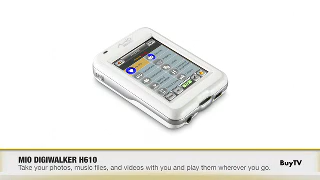 MIO DIGIWALKER H610
Take your photos, music files, and videos with you and play them wherever you go.
BuyTV